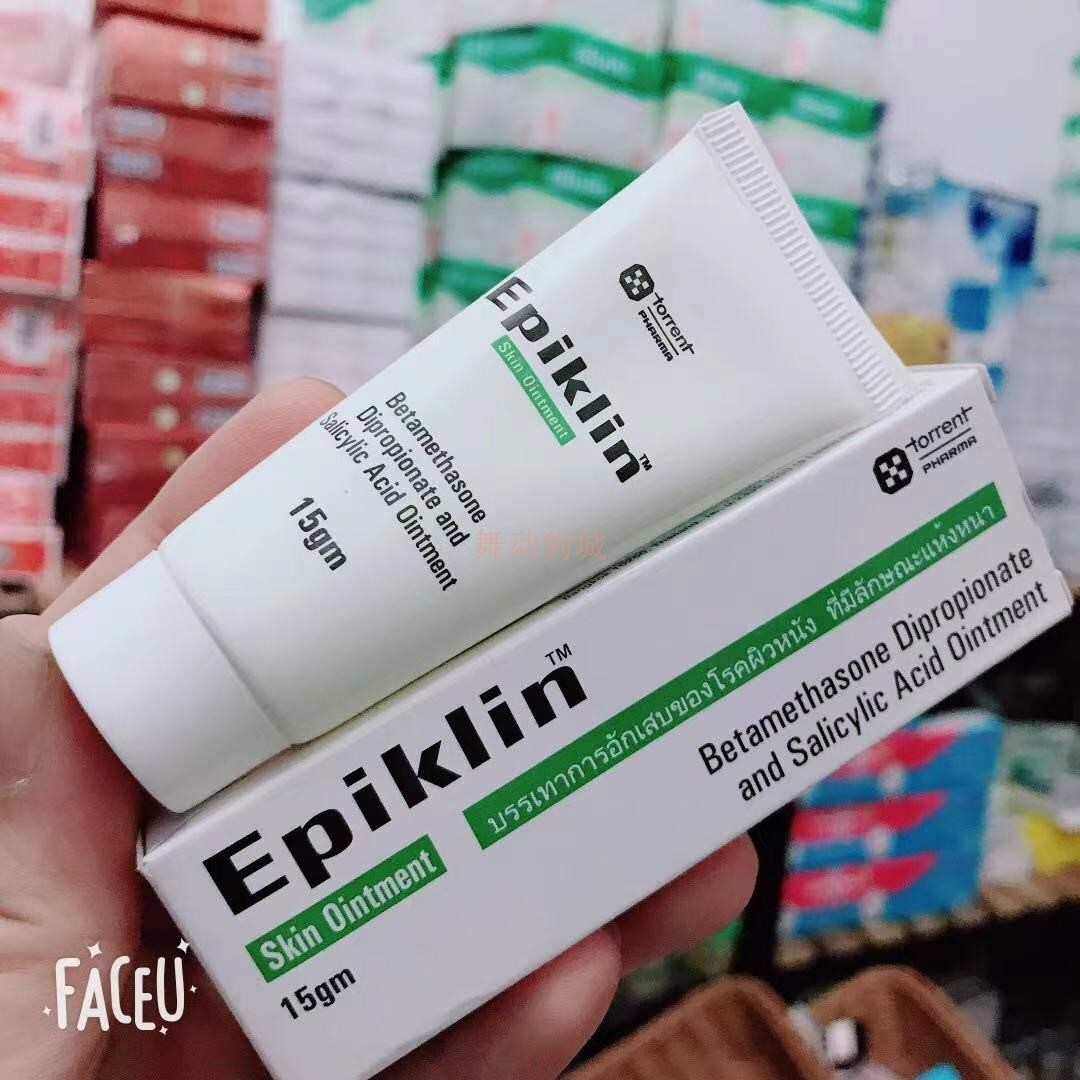 torrent
PHARMA
Epiklin™
Skin Ointment
Betamethasone
Dipropionate and
Salicylic Acid Ointment
15gm
舞动狗城
torrent
PHARMA
Epiklin™
Skin Ointment
15gm
บรรเทาการอักเสบของโรคผิวหนัง ที่มีลักษณะแห้งหนา
Betamethasone Dipropionate
and Salicylic Acid Ointment
FACEU